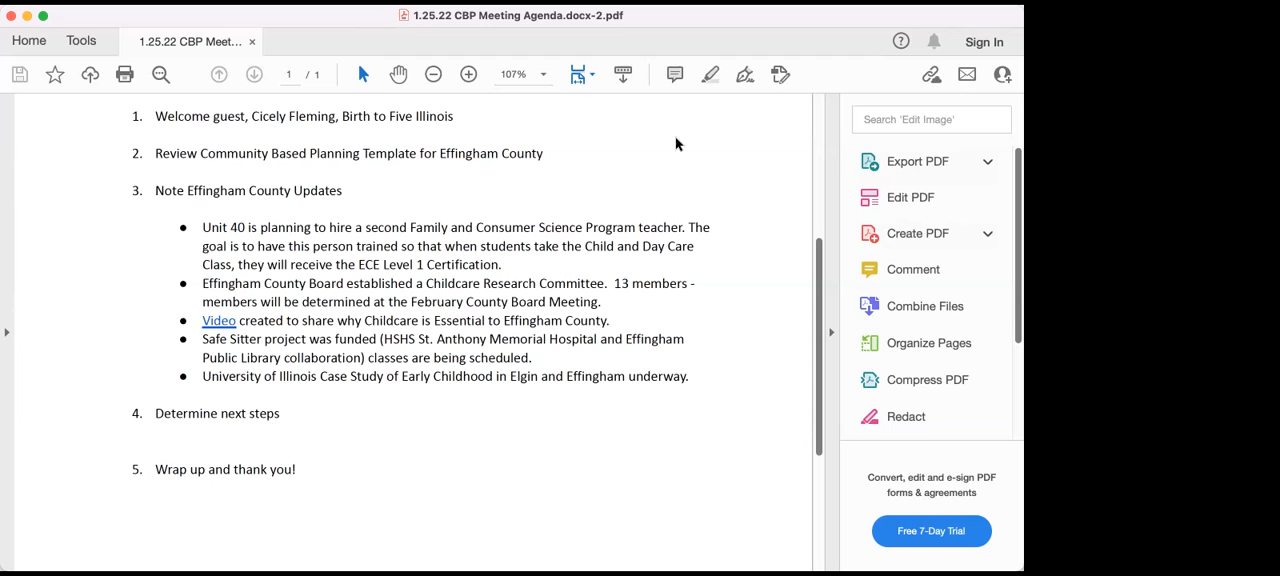 1.25.22 CBP Meeting Agenda.docx-2.pdf
Home Tools 1.25.22 CBP Meet... × Sign In
1 / 1 107%
1. Welcome guest, Cicely Fleming, Birth to Five Illinois
2. Review Community Based Planning Template for Effingham County
3. Note Effingham County Updates
● Unit 40 is planning to hire a second Family and Consumer Science Program teacher. The
goal is to have this person trained so that when students take the Child and Day Care
Class, they will receive the ECE Level 1 Certification.
● Effingham County Board established a Childcare Research Committee. 13 members -
members will be determined at the February County Board Meeting.
● Video created to share why Childcare is Essential to Effingham County.
● Safe Sitter project was funded (HSHS St. Anthony Memorial Hospital and Effingham
Public Library collaboration) classes are being scheduled.
● University of Illinois Case Study of Early Childhood in Elgin and Effingham underway.
4. Determine next steps
5. Wrap up and thank you!
Search 'Edit Image'
Export PDF
Edit PDF
Create PDF
Comment
Combine Files
Organize Pages
Compress PDF
Redact
Convert, edit and e-sign PDF
forms & agreements
Free 7-Day Trial